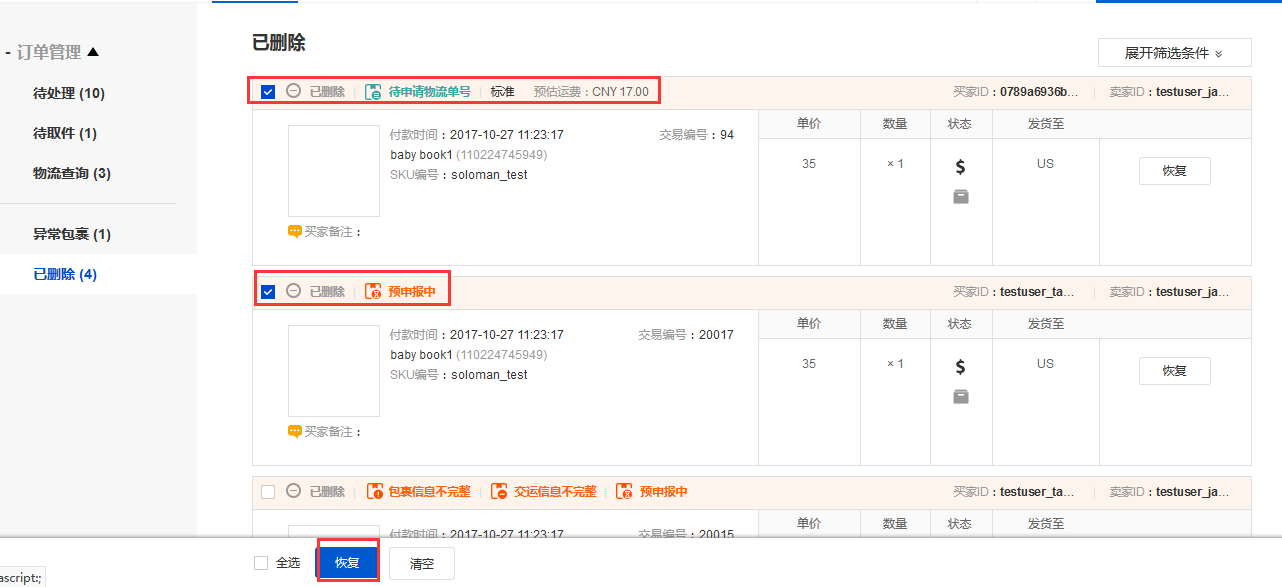 - 订单管理 ▲
待处理 (10)
待取件 (1)
物流查询 (3)
异常包裹 (1)
已删除 (4)
已删除
展开筛选条件
已删除 待申请物流单号 标准 预估运费：CNY 17.00 买家ID：0789a6936b... 卖家ID：testuser_ja...
单价 数量 状态 发货至
付款时间：2017-10-27 11:23:17 交易编号：94
baby book1 (110224745949)
SKU编号：soloman_test
35 × 1 $ US 恢复
买家备注：
已删除 预申报中 买家ID：testuser_ta... 卖家ID：testuser_ja...
单价 数量 状态 发货至
付款时间：2017-10-27 11:23:17 交易编号：20017
baby book1 (110224745949)
SKU编号：soloman_test
35 × 1 $ US 恢复
买家备注：
已删除 包裹信息不完整 交运信息不完整 预申报中 买家ID：testuser_ta... 卖家ID：testuser_ja...
单价 数量 状态 发货至
付款时间：2017-10-27 11:23:17 交易编号：20015
全选 恢复 清空
ascript:;